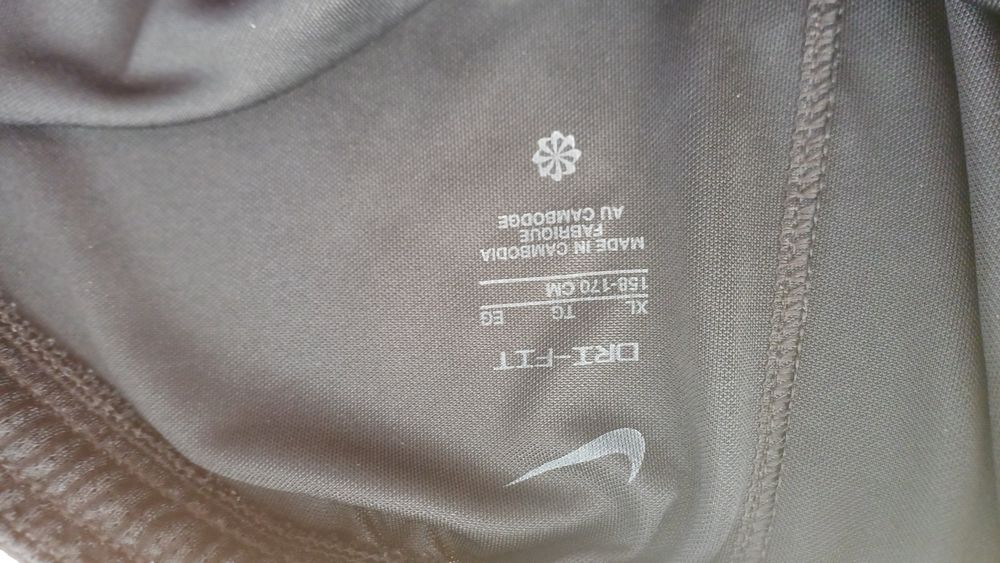 DRI-FIT
XL TG EG
158-170 CM
MADE IN CAMBODIA
FABRIQUE
AU CAMBODGE